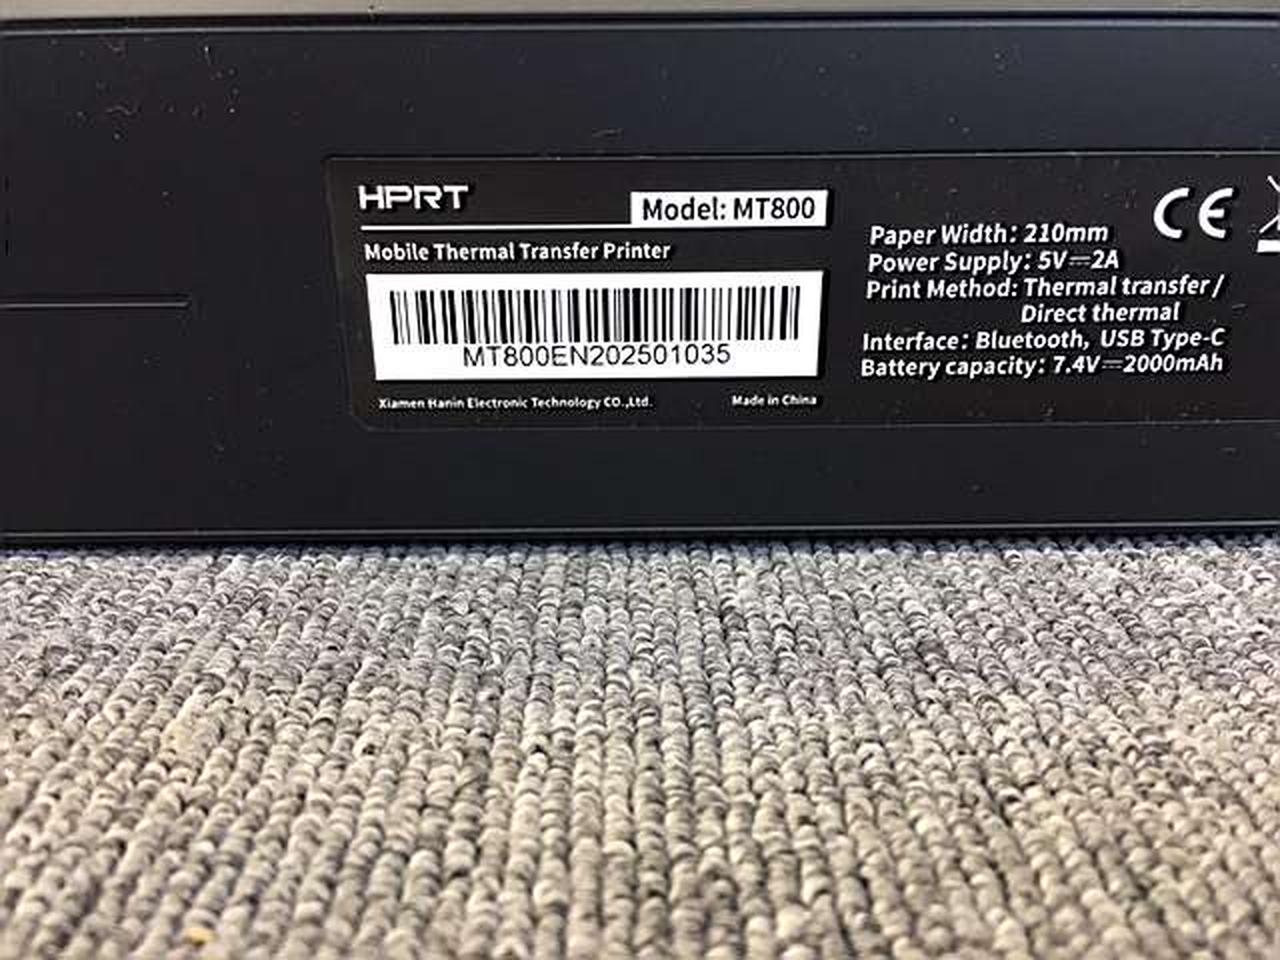 HPRT
Model: MT800
Mobile Thermal Transfer Printer
MT800EN202501035
Xiamen Hanin Electronic Technology CO.,Ltd.
Made in China
Paper Width: 210mm
Power Supply: 5V⎓2A
Print Method: Thermal transfer/
Direct thermal
Interface: Bluetooth, USB Type-C
Battery capacity: 7.4V⎓2000mAh
CE